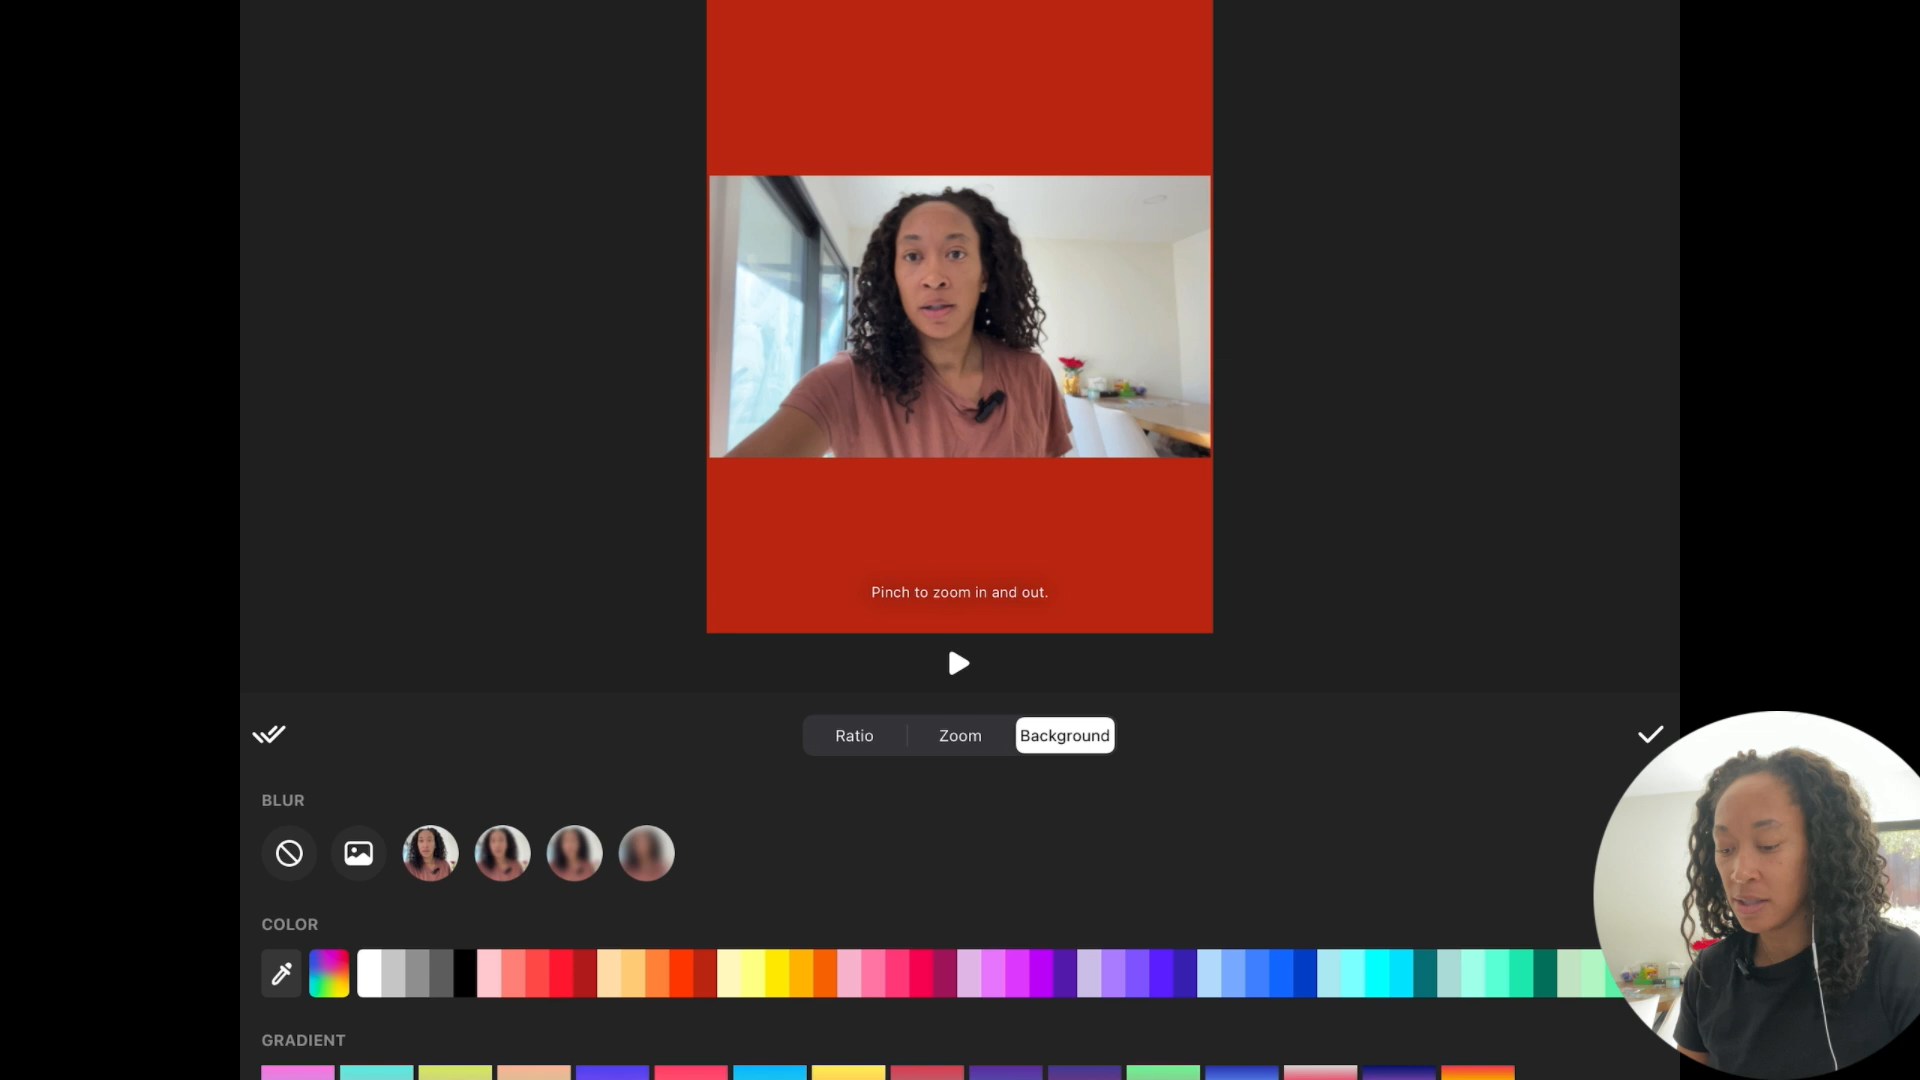 Pinch to zoom in and out.
Ratio
Zoom
Background
BLUR
COLOR
GRADIENT